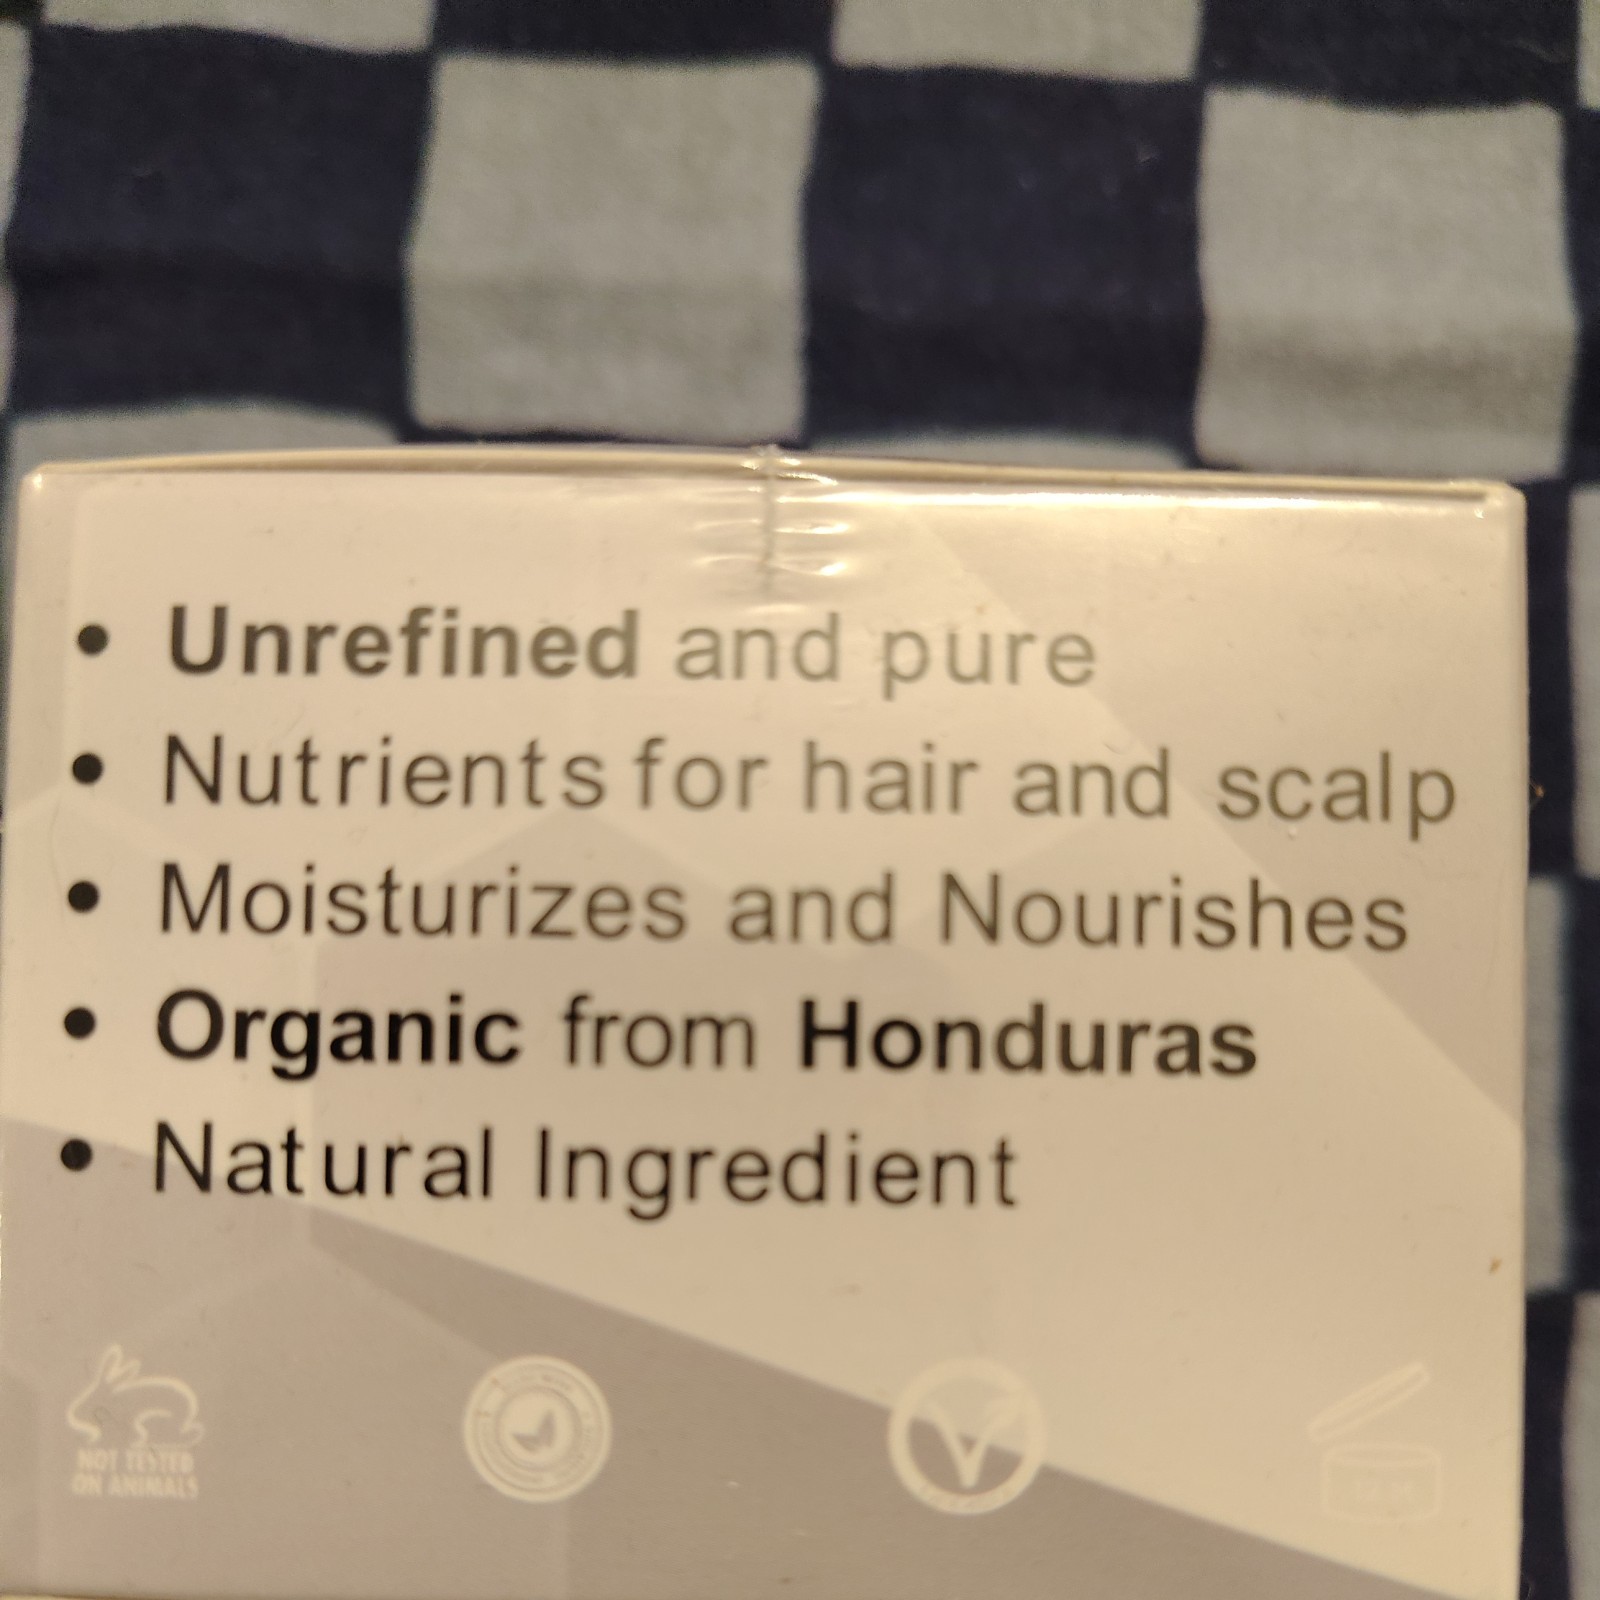 • Unrefined and pure
• Nutrients for hair and scalp
• Moisturizes and Nourishes
• Organic from Honduras
• Natural Ingredient
NOT TESTED
ON ANIMALS